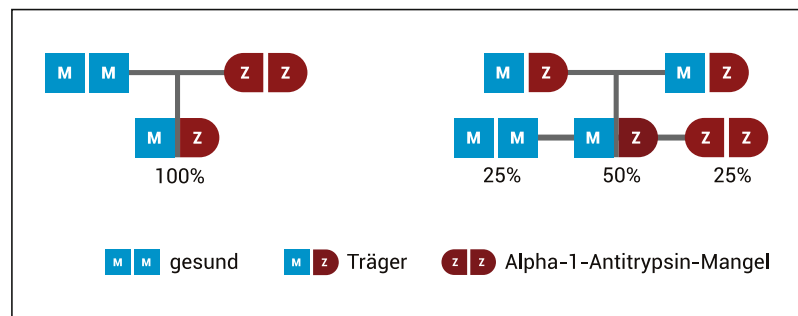 M M Z Z
M Z M Z
M Z
M M M Z Z Z
100%
25% 50% 25%
M M gesund M Z Träger Z Z Alpha-1-Antitrypsin-Mangel